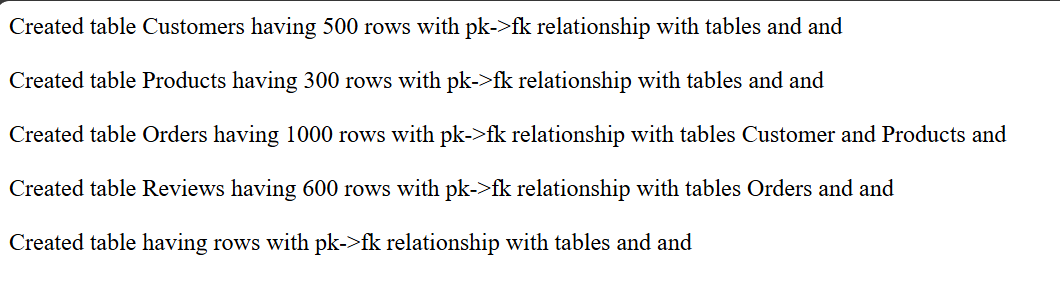 Created table Customers having 500 rows with pk->fk relationship with tables and and
Created table Products having 300 rows with pk->fk relationship with tables and and
Created table Orders having 1000 rows with pk->fk relationship with tables Customer and Products and
Created table Reviews having 600 rows with pk->fk relationship with tables Orders and and
Created table having rows with pk->fk relationship with tables and and